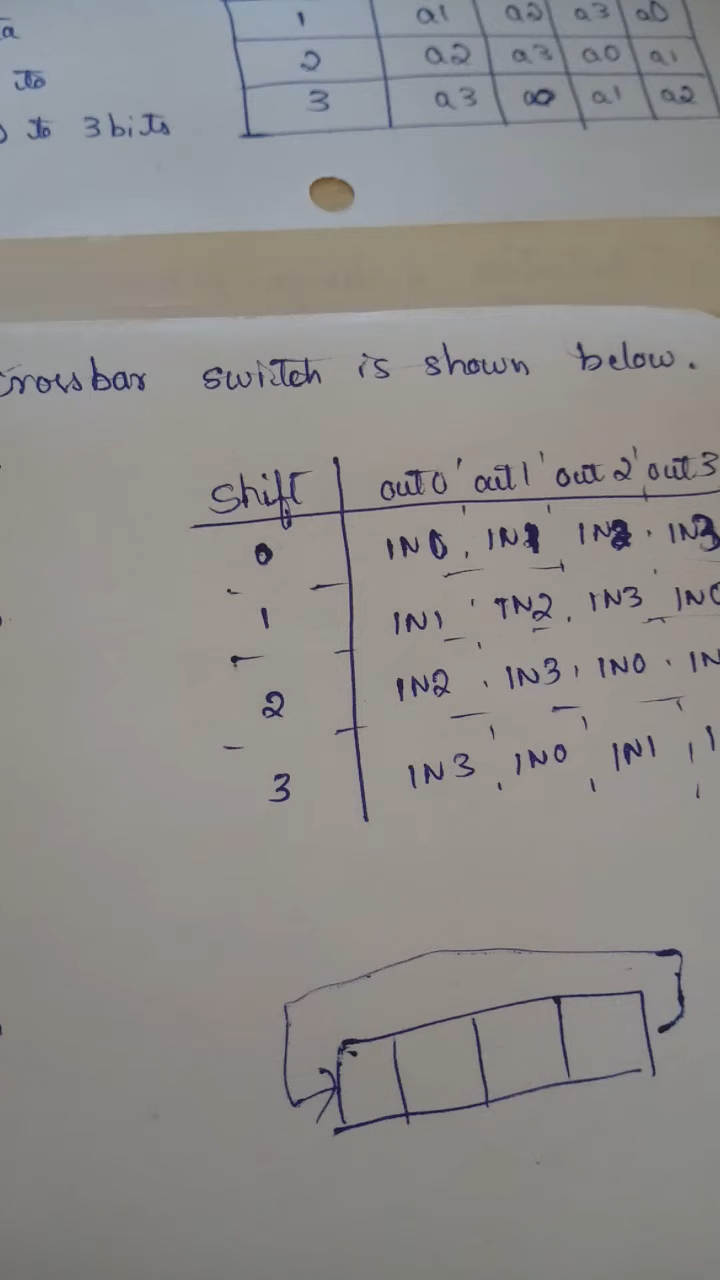 1 a1 a2 a3 a0
to
2 a2 a3 a0 a1
to 3 bits
3 a3 a0 a1 a2
crossbar switch is shown below.
Shift out0 out1 out2 out3
0 IN0, IN1 IN2 IN3
1 IN1 IN2, IN3 IN0
2 IN2, IN3, IN0 IN
3 IN3, IN0, IN1,